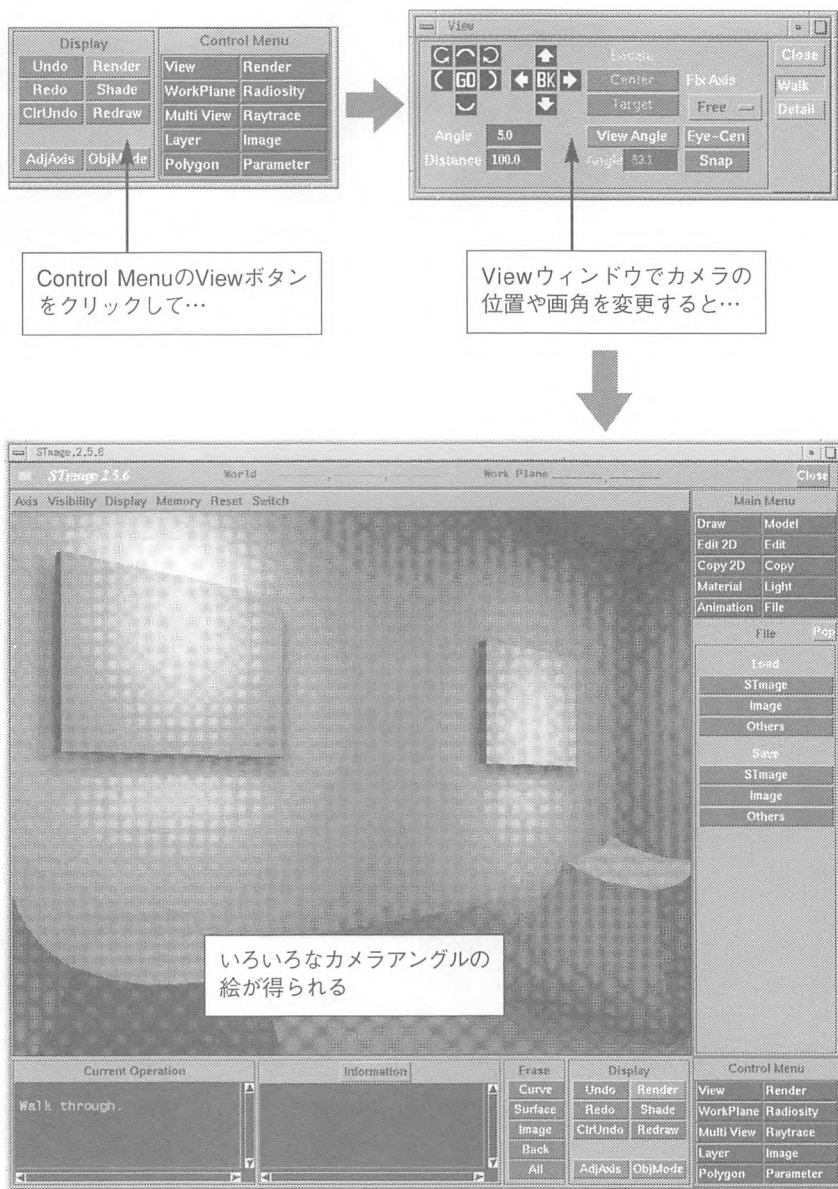 Display
Undo Render
Redo Shade
ClrUndo Redraw
AdjAxis ObjMode
Control Menu
View Render
WorkPlane Radiosity
Multi View Raytrace
Layer Image
Polygon Parameter
View
GO
BK
Locate
Center
Target
Fix Axis
Free
Close
Walk
Detail
Angle 5.0
Distance 100.0
View Angle Eye-Cen
Angle 53.1 Snap
Control MenuのViewボタン
をクリックして…
Viewウィンドウでカメラの
位置や画角を変更すると…
STmage.2.5.6
STmage 2.5.6 World Work Plane Close
Axis Visibility Display Memory Reset Switch
Main Menu
Draw Model
Edit 2D Edit
Copy 2D Copy
Material Light
Animation File
File Pop
Load
STmage
Image
Others
Save
STmage
Image
Others
いろいろなカメラアングルの
絵が得られる
Current Operation
Walk through.
Information
Erase
Curve
Surface
Image
Back
All
Display
Undo Render
Redo Shade
ClrUndo Redraw
AdjAxis ObjMode
Control Menu
View Render
WorkPlane Radiosity
Multi View Raytrace
Layer Image
Polygon Parameter